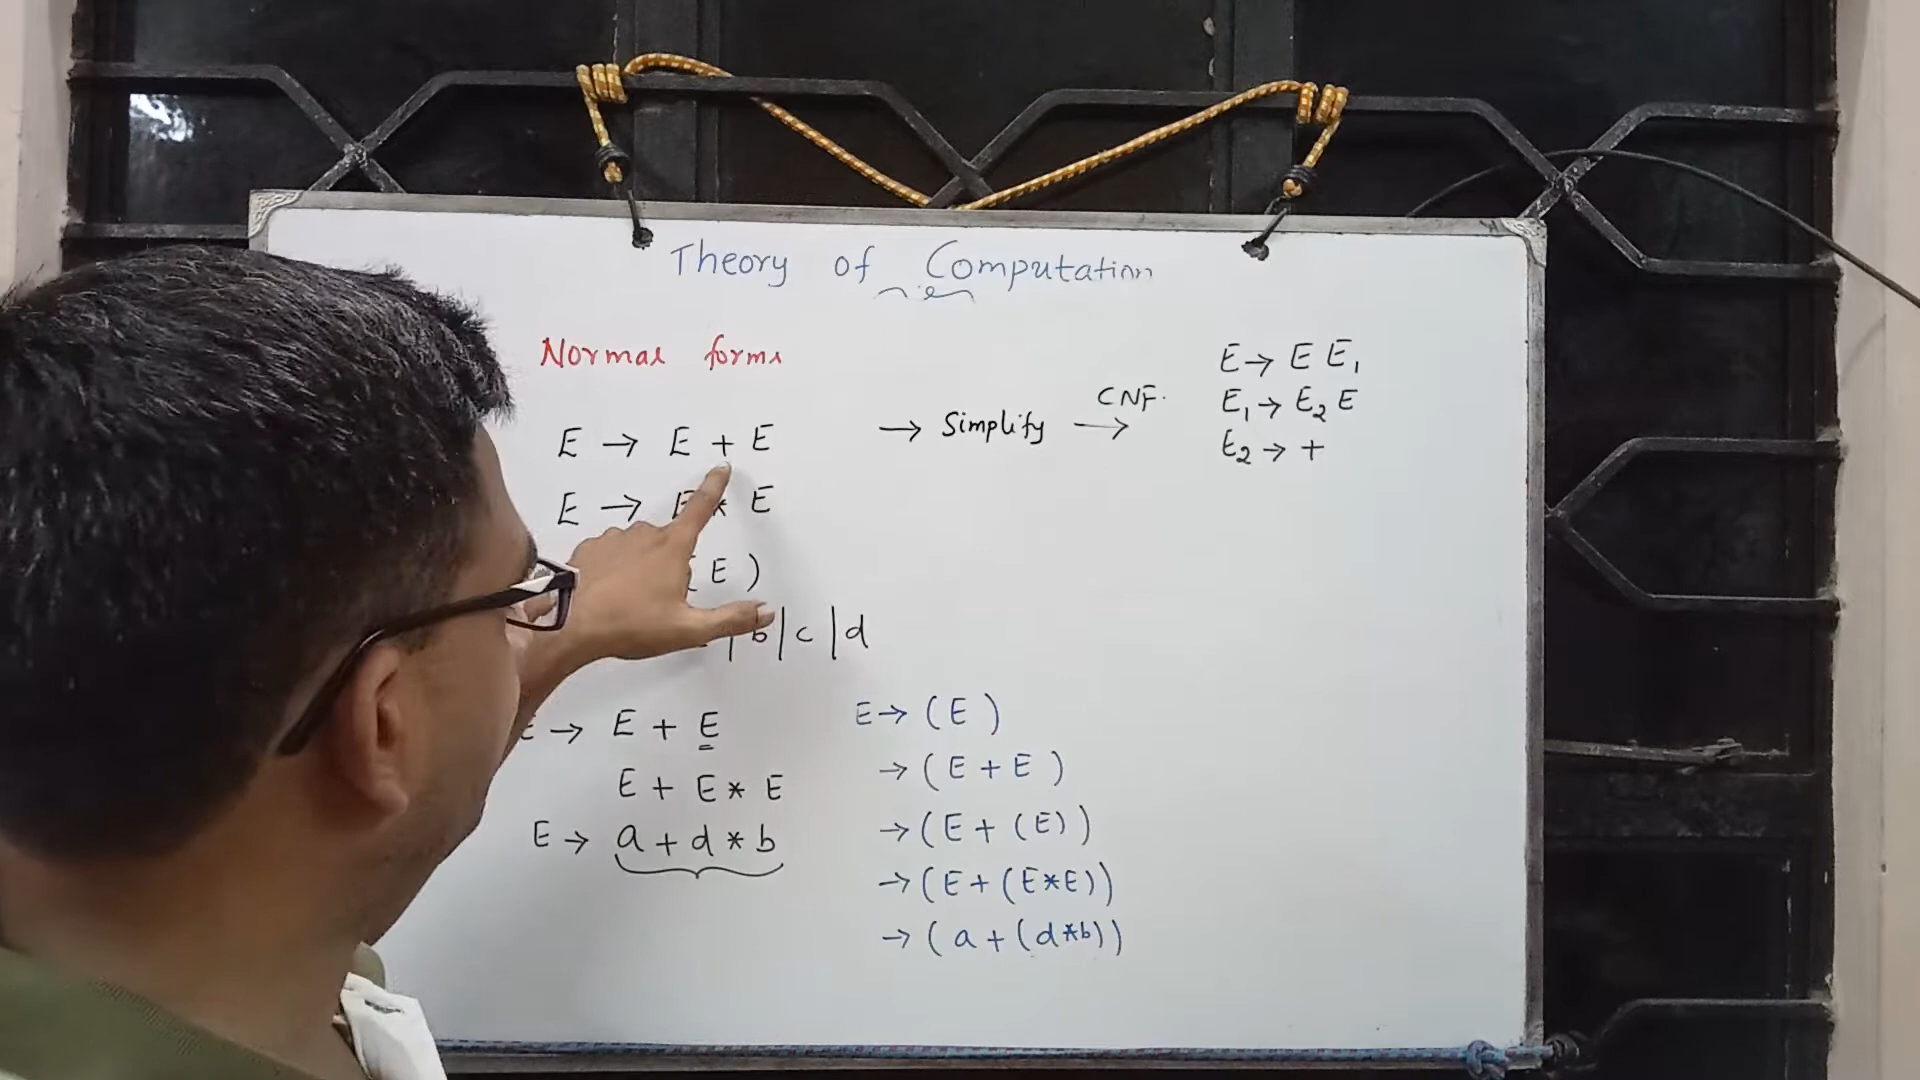 Theory of Computation
Normal forms
E → E + E
E → E * E
(E)
| b | c | d
→ Simplify → CNF.
E → E E₁
E₁ → E₂ E
E₂ → +
E → E + E
E + E * E
E → a + d * b
E → (E)
→ (E + E)
→ (E + (E))
→ (E + (E*E))
→ (a + (d*b))